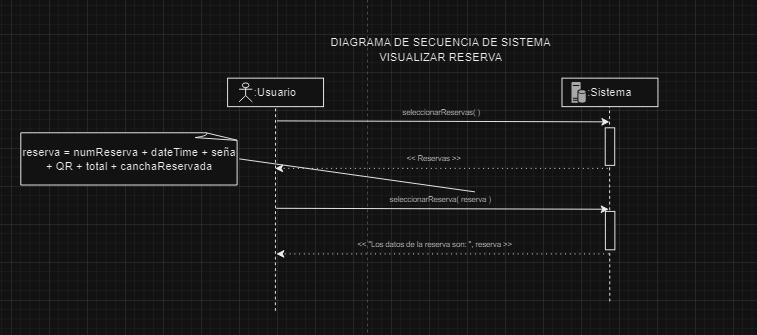 DIAGRAMA DE SECUENCIA DE SISTEMA
VISUALIZAR RESERVA
:Usuario
:Sistema
seleccionarReservas( )
reserva = numReserva + dateTime + seña
+ QR + total + canchaReservada
<< Reservas >>
seleccionarReserva( reserva )
<< "Los datos de la reserva son: ", reserva >>